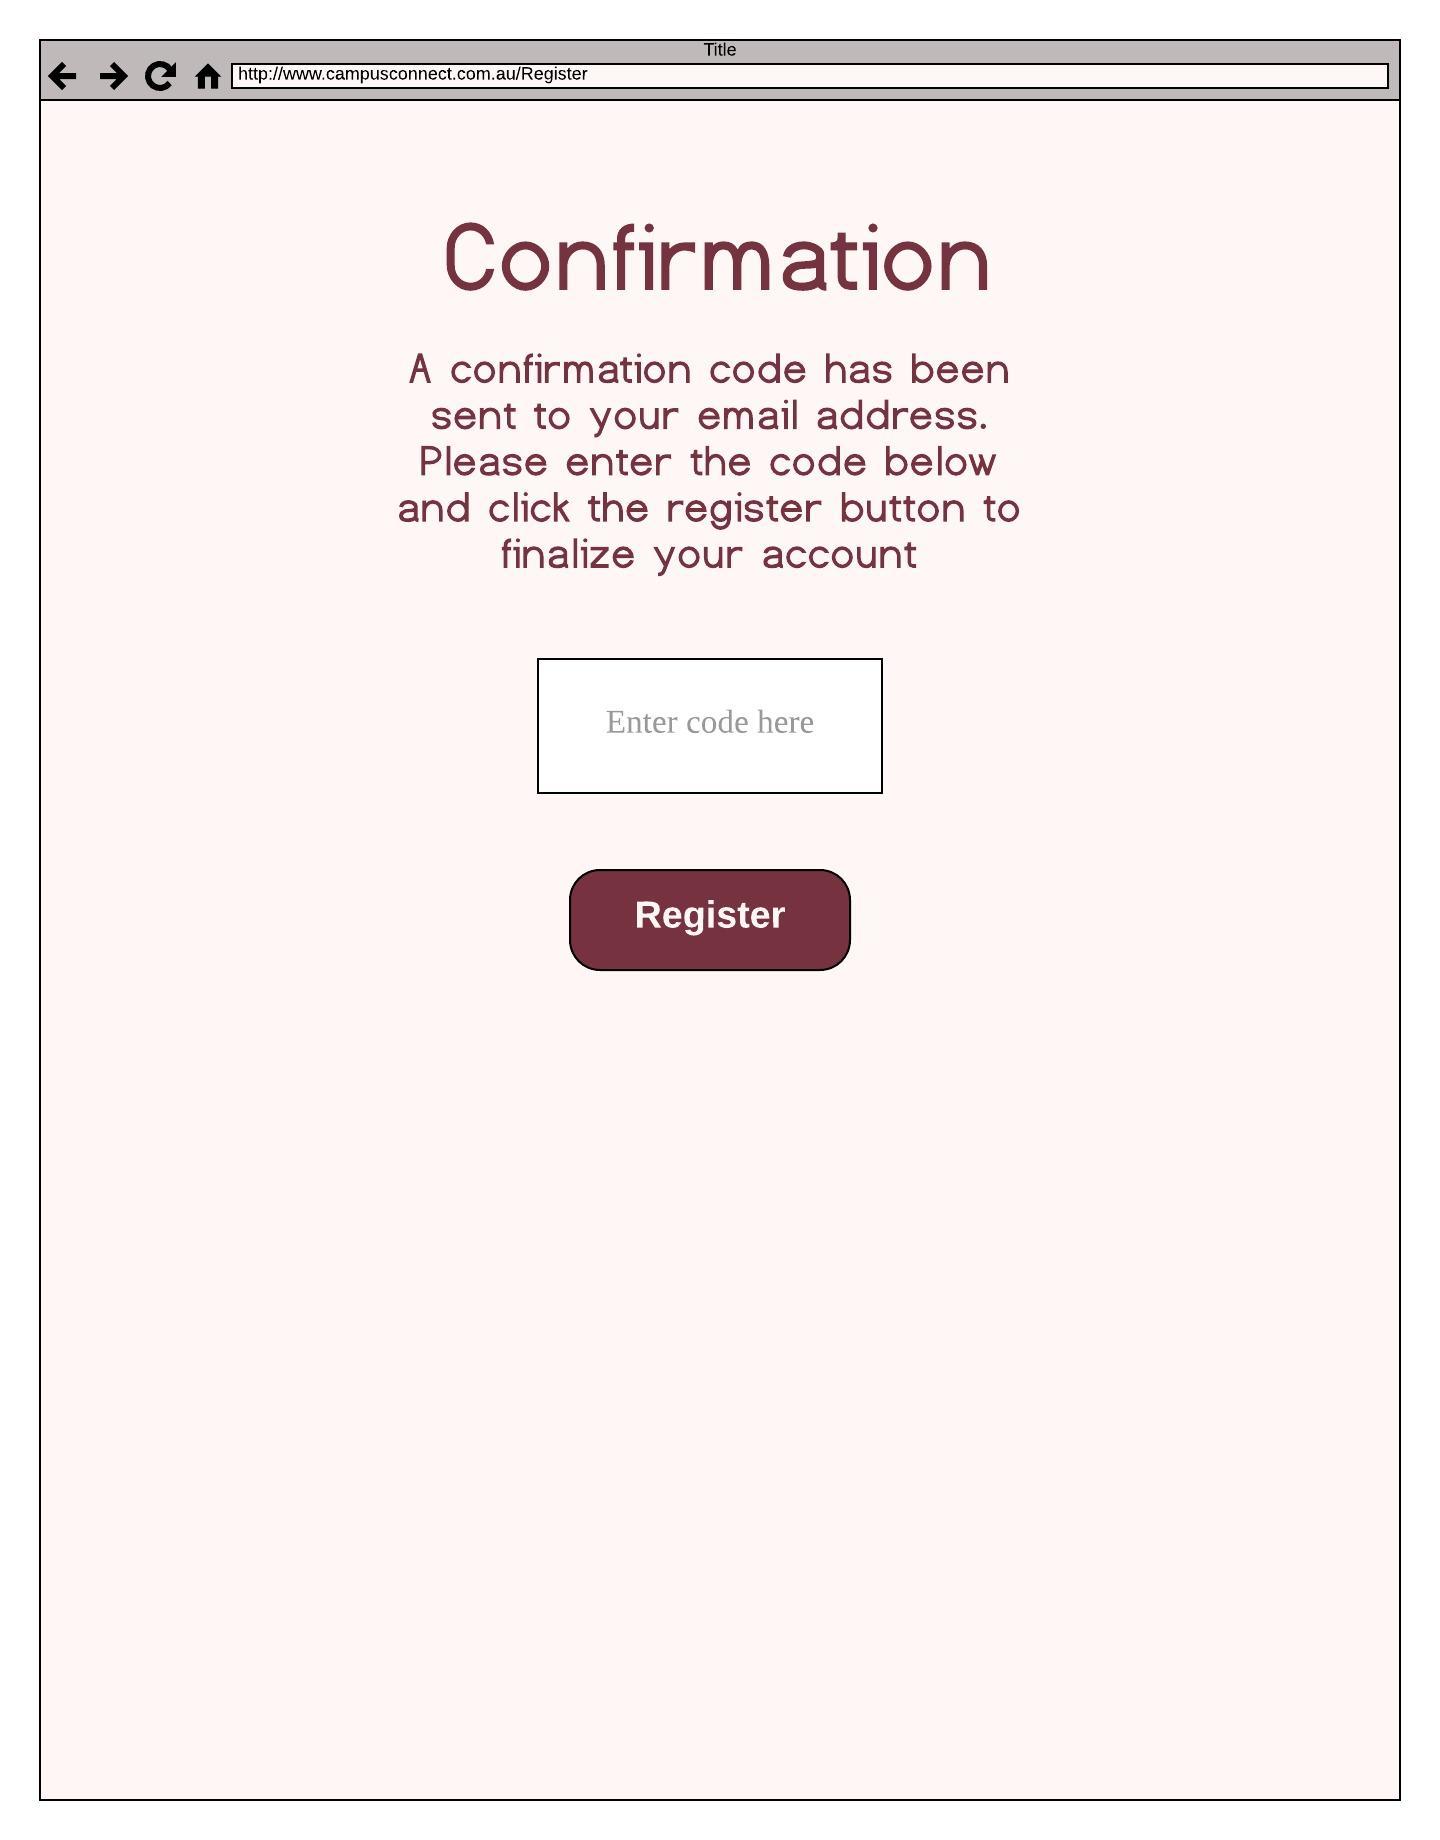 Title
http://www.campusconnect.com.au/Register
Confirmation
A confirmation code has been
sent to your email address.
Please enter the code below
and click the register button to
finalize your account
Enter code here
Register